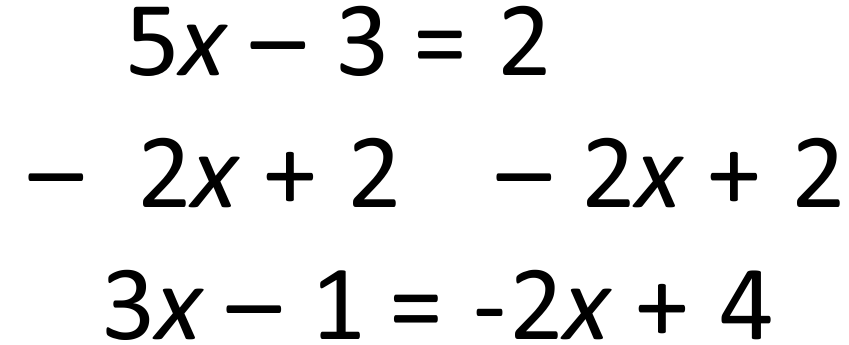 5x – 3 = 2
– 2x + 2 – 2x + 2
3x – 1 = -2x + 4